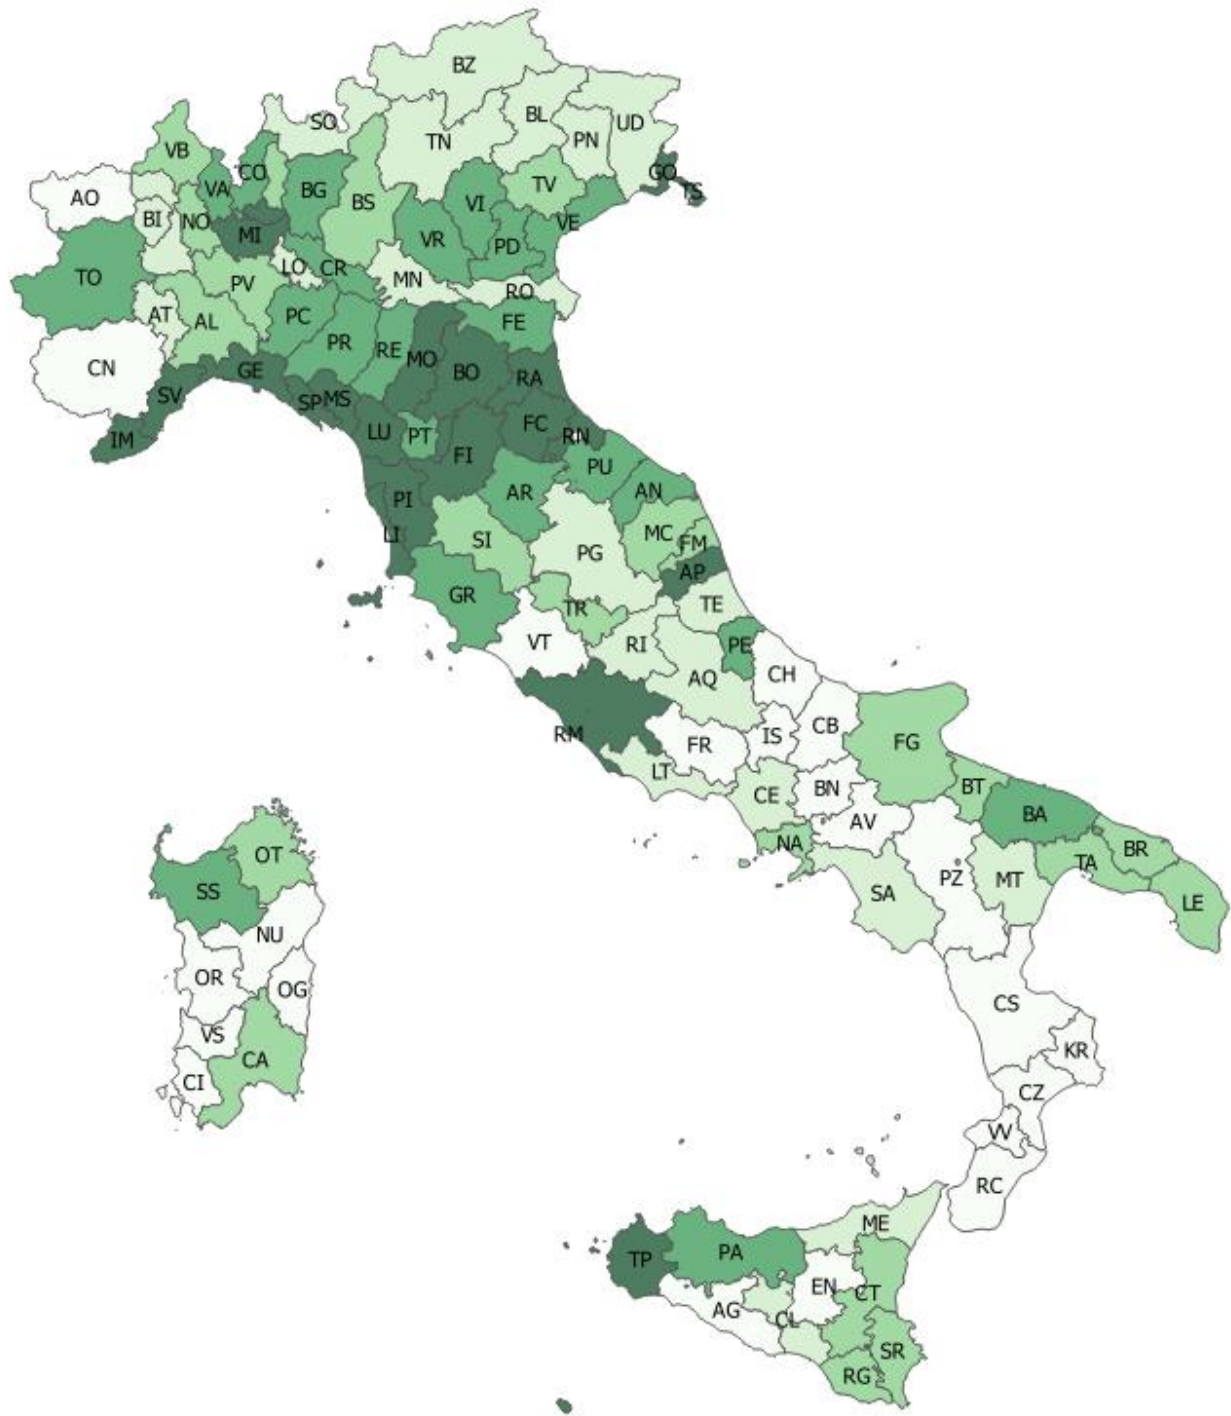 BZ
BL
UD
SO
PN
TN
VB
CO
GO
AO
VA
BG
TV
TS
BS
VI
BI
NO
VE
MI
VR
PD
LO
CR
TO
PV
MN
RO
AT
AL
PC
FE
PR
RE
MO
CN
GE
BO
RA
SV
SP
MS
FC
LU
PT
RN
IM
FI
PU
PI
AR
AN
LI
SI
MC
FM
PG
AP
GR
TR
TE
VT
RI
PE
AQ
CH
RM
FR
IS
CB
FG
LT
CE
BN
BT
AV
BA
NA
BR
OT
TA
SS
PZ
MT
SA
LE
NU
OR
OG
CS
VS
CA
KR
CI
CZ
VV
RC
ME
TP
PA
EN
CT
AG
CL
SR
RG